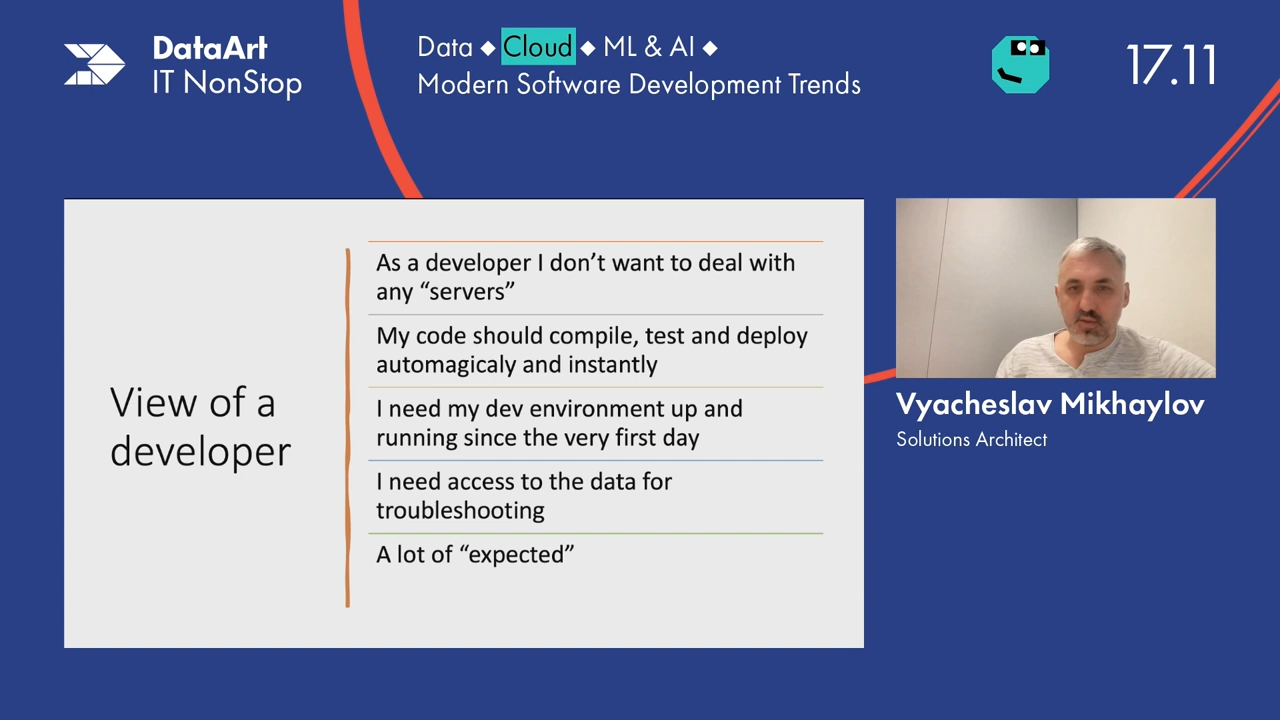 DataArt
IT NonStop
Data ◆ Cloud ◆ ML & AI ◆
Modern Software Development Trends
17.11
View of a
developer
As a developer I don’t want to deal with
any “servers”
My code should compile, test and deploy
automagicaly and instantly
I need my dev environment up and
running since the very first day
I need access to the data for
troubleshooting
A lot of “expected”
Vyacheslav Mikhaylov
Solutions Architect